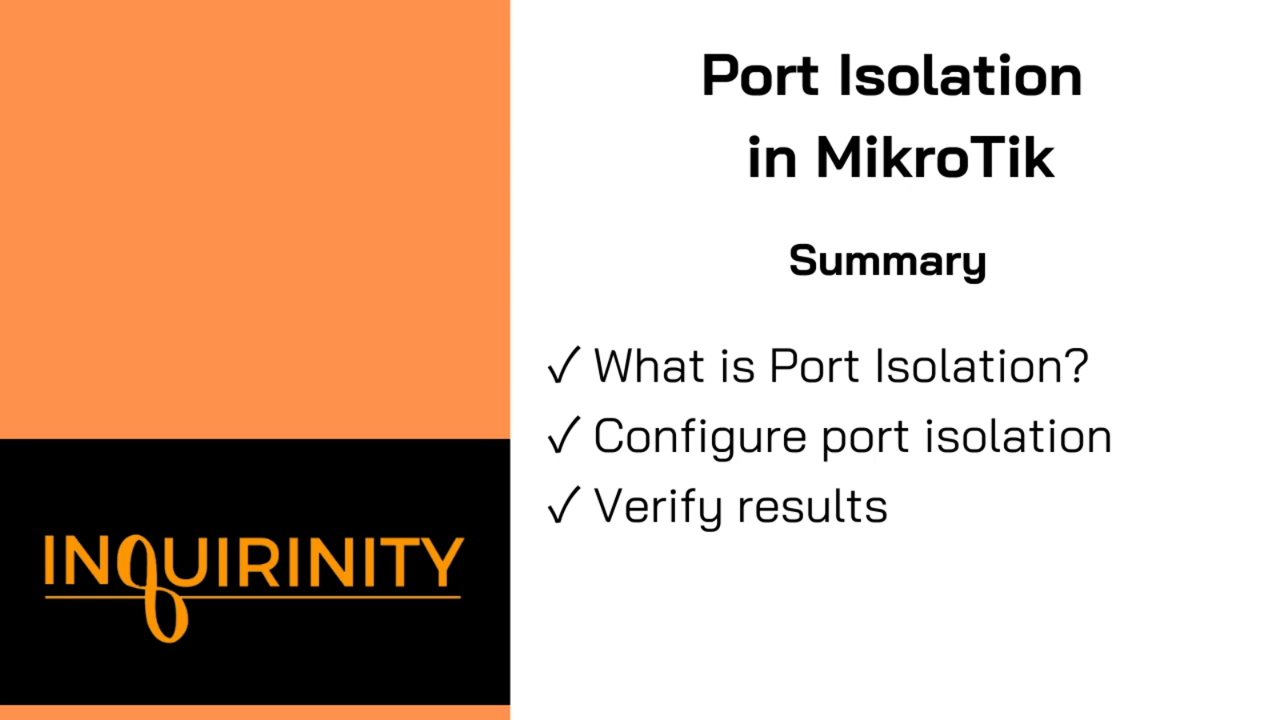 Port Isolation
in MikroTik
Summary
✓ What is Port Isolation?
✓ Configure port isolation
✓ Verify results
INQUIRINITY